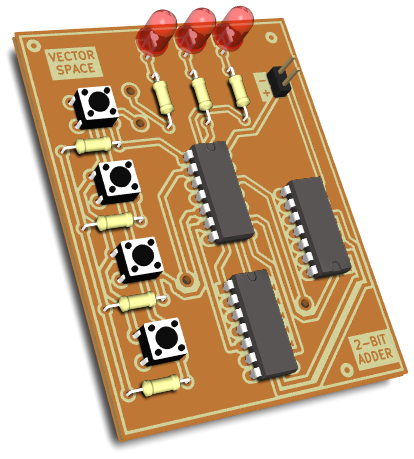 VECTOR
SPACE
+
2-BIT
ADDER